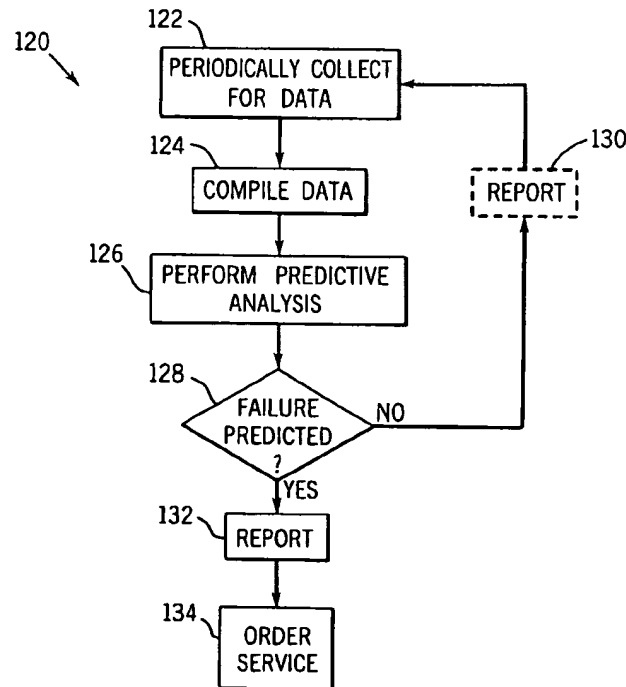 122
120
PERIODICALLY COLLECT
FOR DATA
124
COMPILE DATA
130
REPORT
126
PERFORM PREDICTIVE
ANALYSIS
128
FAILURE
PREDICTED
?
NO
YES
132
REPORT
134
ORDER
SERVICE